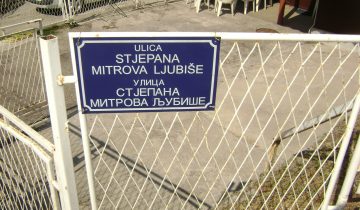 ULICA
STJEPANA
MITROVA LJUBIŠE
УЛИЦА
СТЈЕПАНА
МИТРОВА ЉУБИШЕ